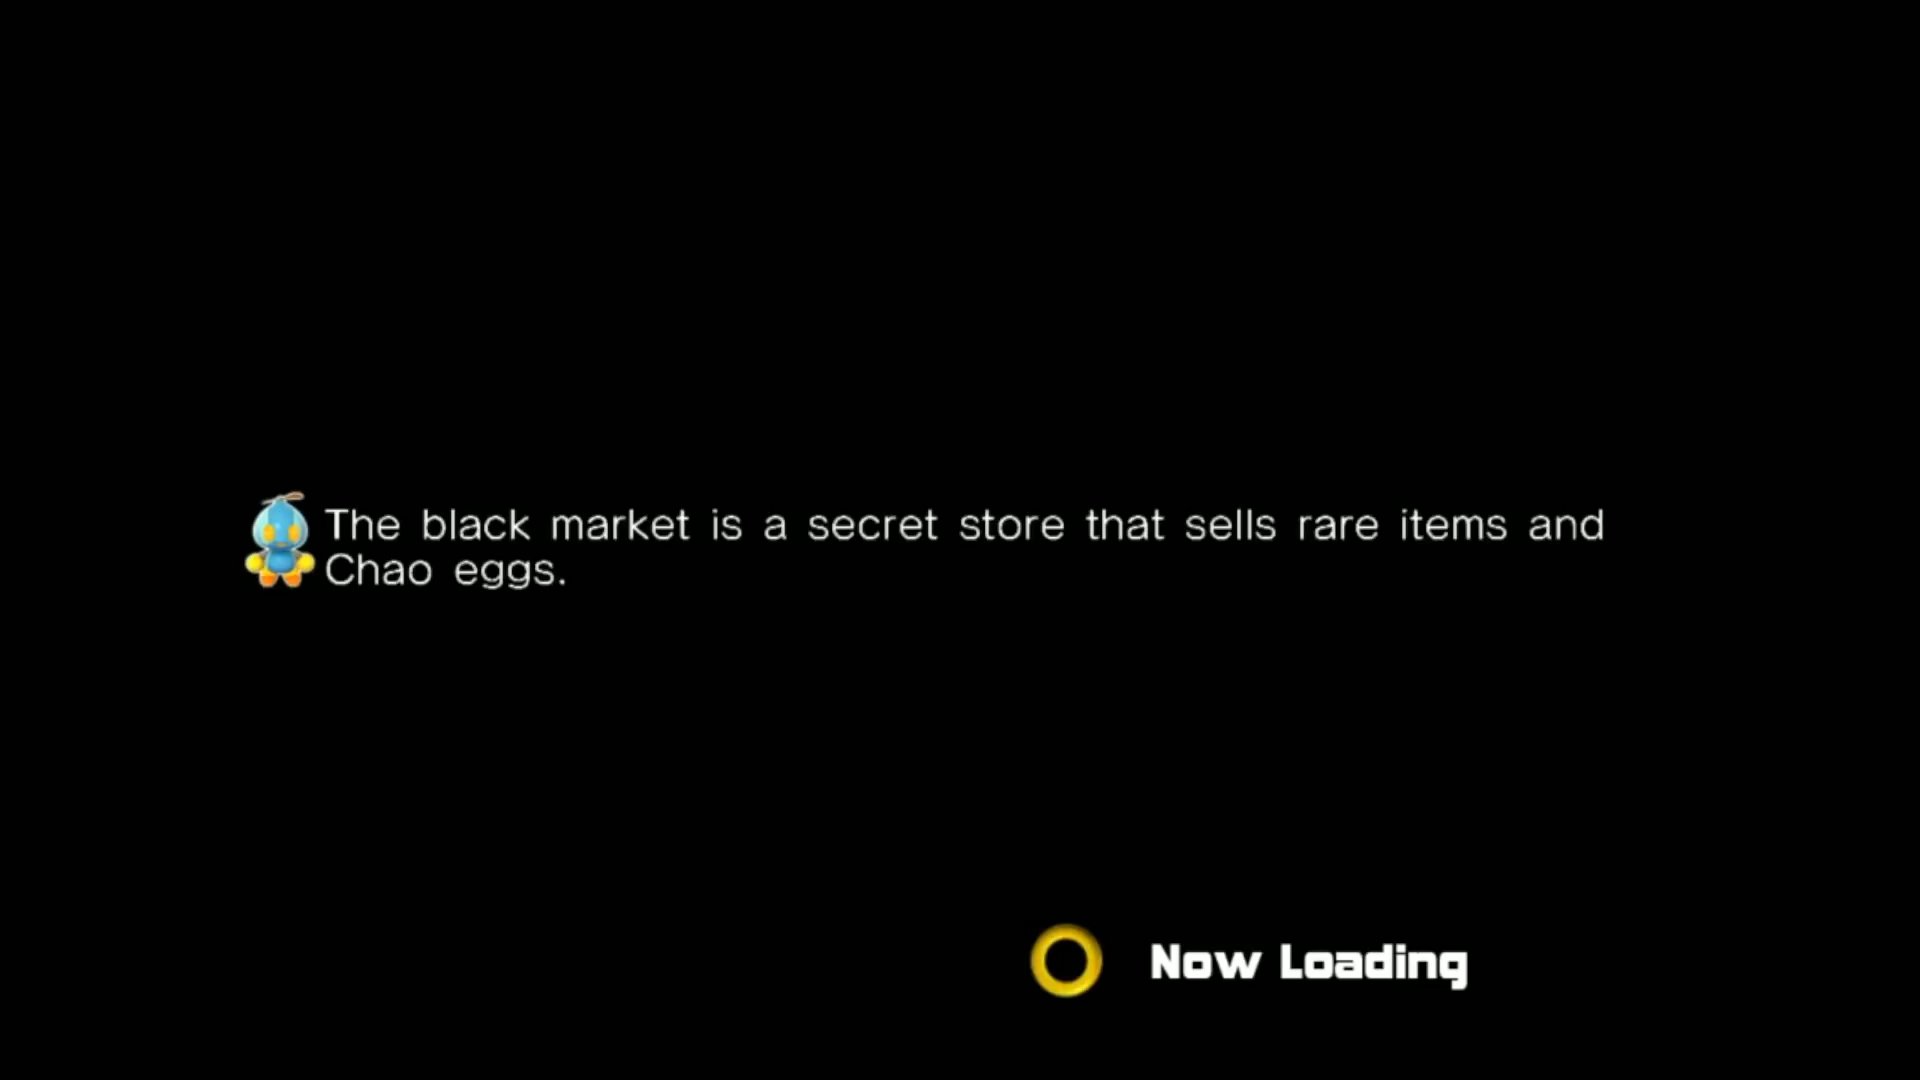 The black market is a secret store that sells rare items and
Chao eggs.
Now Loading